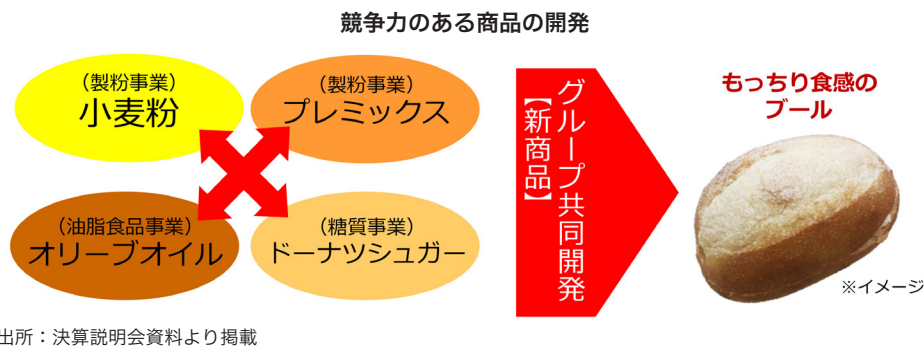 競争力のある商品の開発
(製粉事業)
小麦粉
(製粉事業)
プレミックス
(油脂食品事業)
オリーブオイル
(糖質事業)
ドーナツシュガー
グループ共同開発
【新商品】
もっちり食感の
ブール
※イメージ
出所：決算説明会資料より掲載